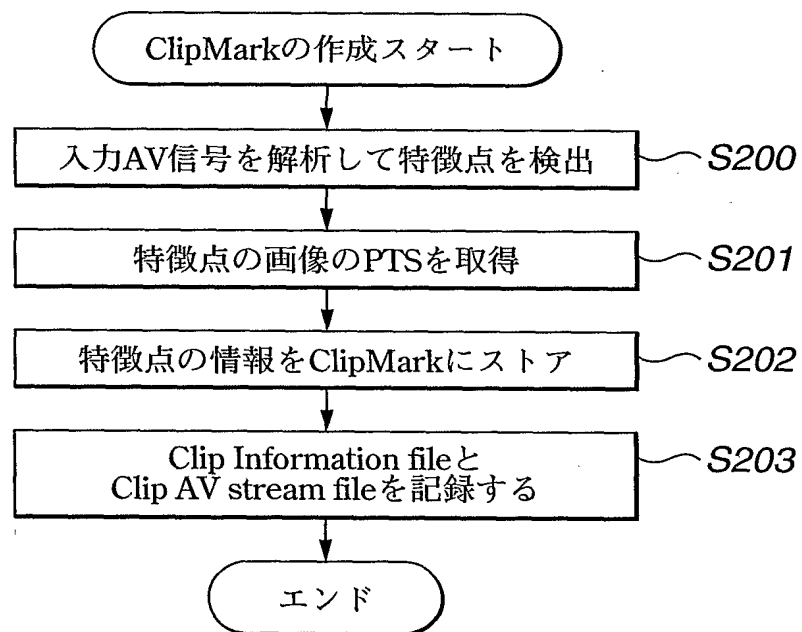 ClipMarkの作成スタート
入力AV信号を解析して特徴点を検出
S200
特徴点の画像のPTSを取得
S201
特徴点の情報をClipMarkにストア
S202
Clip Information fileと
Clip AV stream fileを記録する
S203
エンド